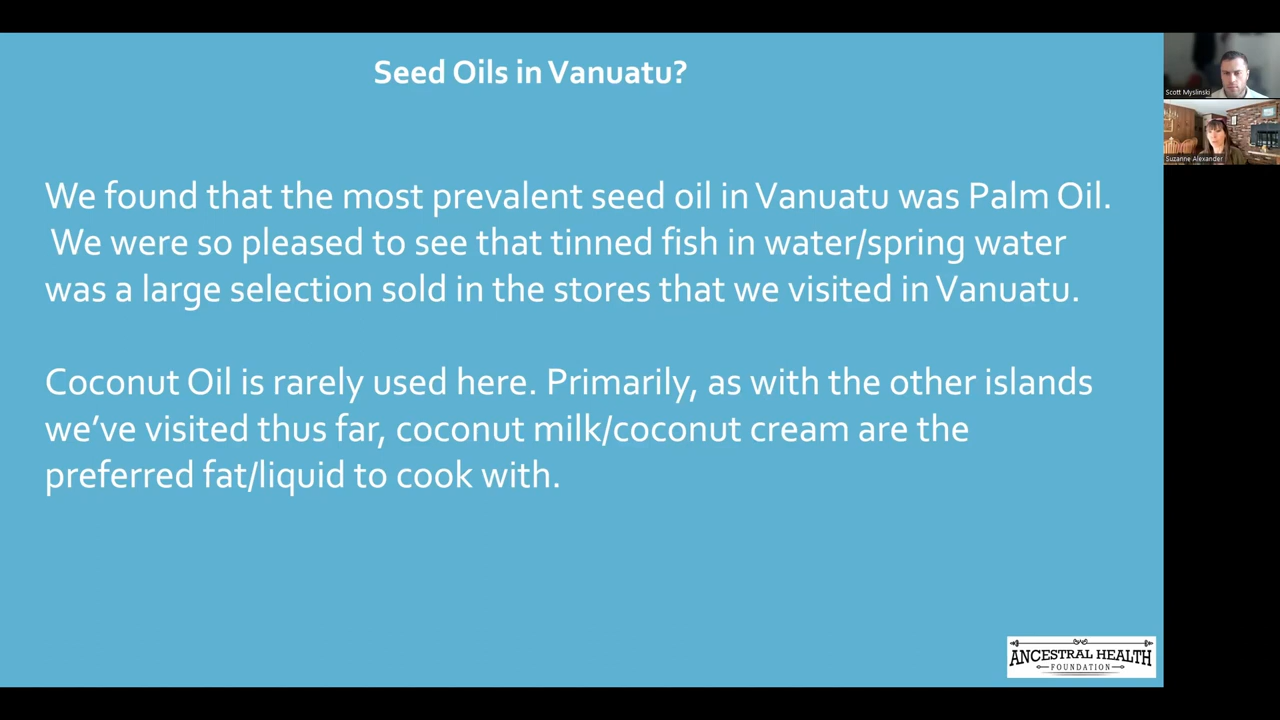 Seed Oils in Vanuatu?
We found that the most prevalent seed oil in Vanuatu was Palm Oil.
We were so pleased to see that tinned fish in water/spring water
was a large selection sold in the stores that we visited in Vanuatu.
Coconut Oil is rarely used here. Primarily, as with the other islands
we’ve visited thus far, coconut milk/coconut cream are the
preferred fat/liquid to cook with.
ANCESTRAL HEALTH
FOUNDATION
Scott Myslinski
Suzanne Alexander